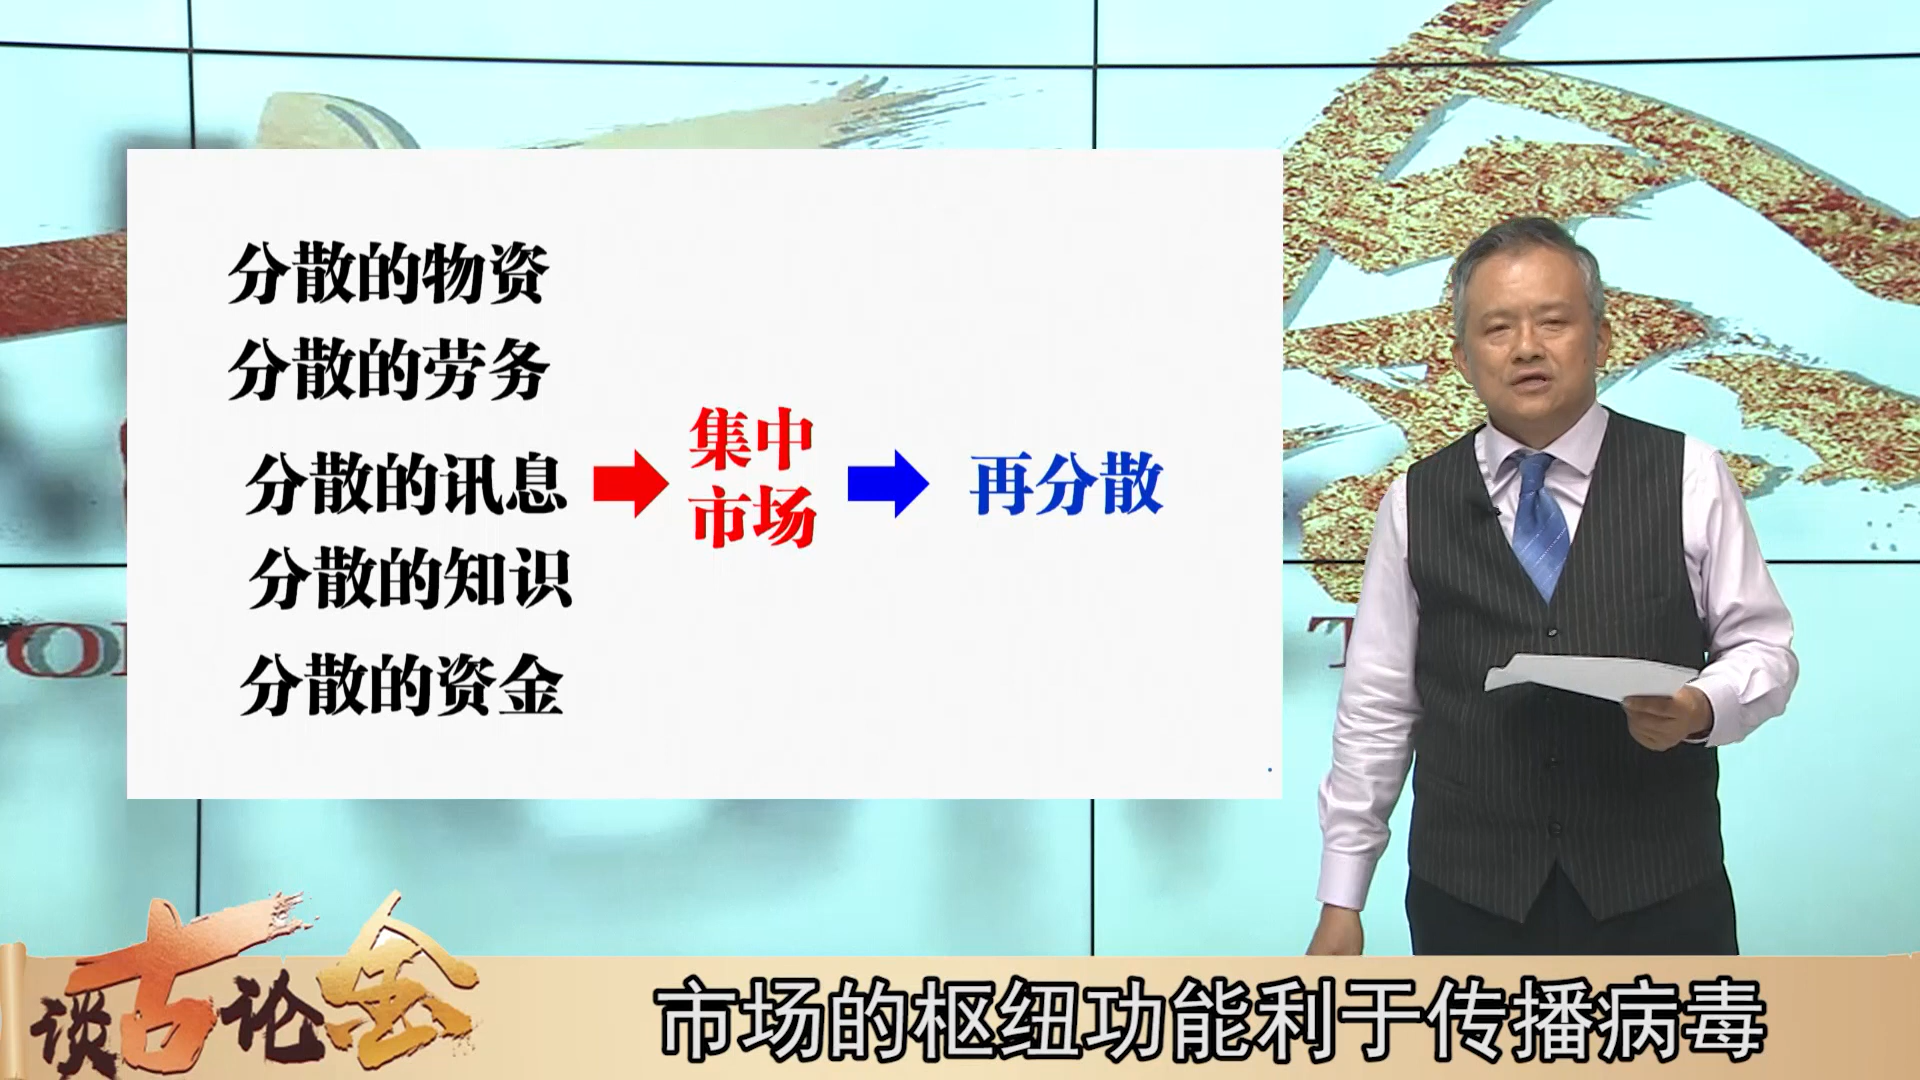 分散的物资
分散的劳务
分散的讯息
分散的知识
分散的资金
集中
市场
再分散
谈古论金
市场的枢纽功能利于传播病毒